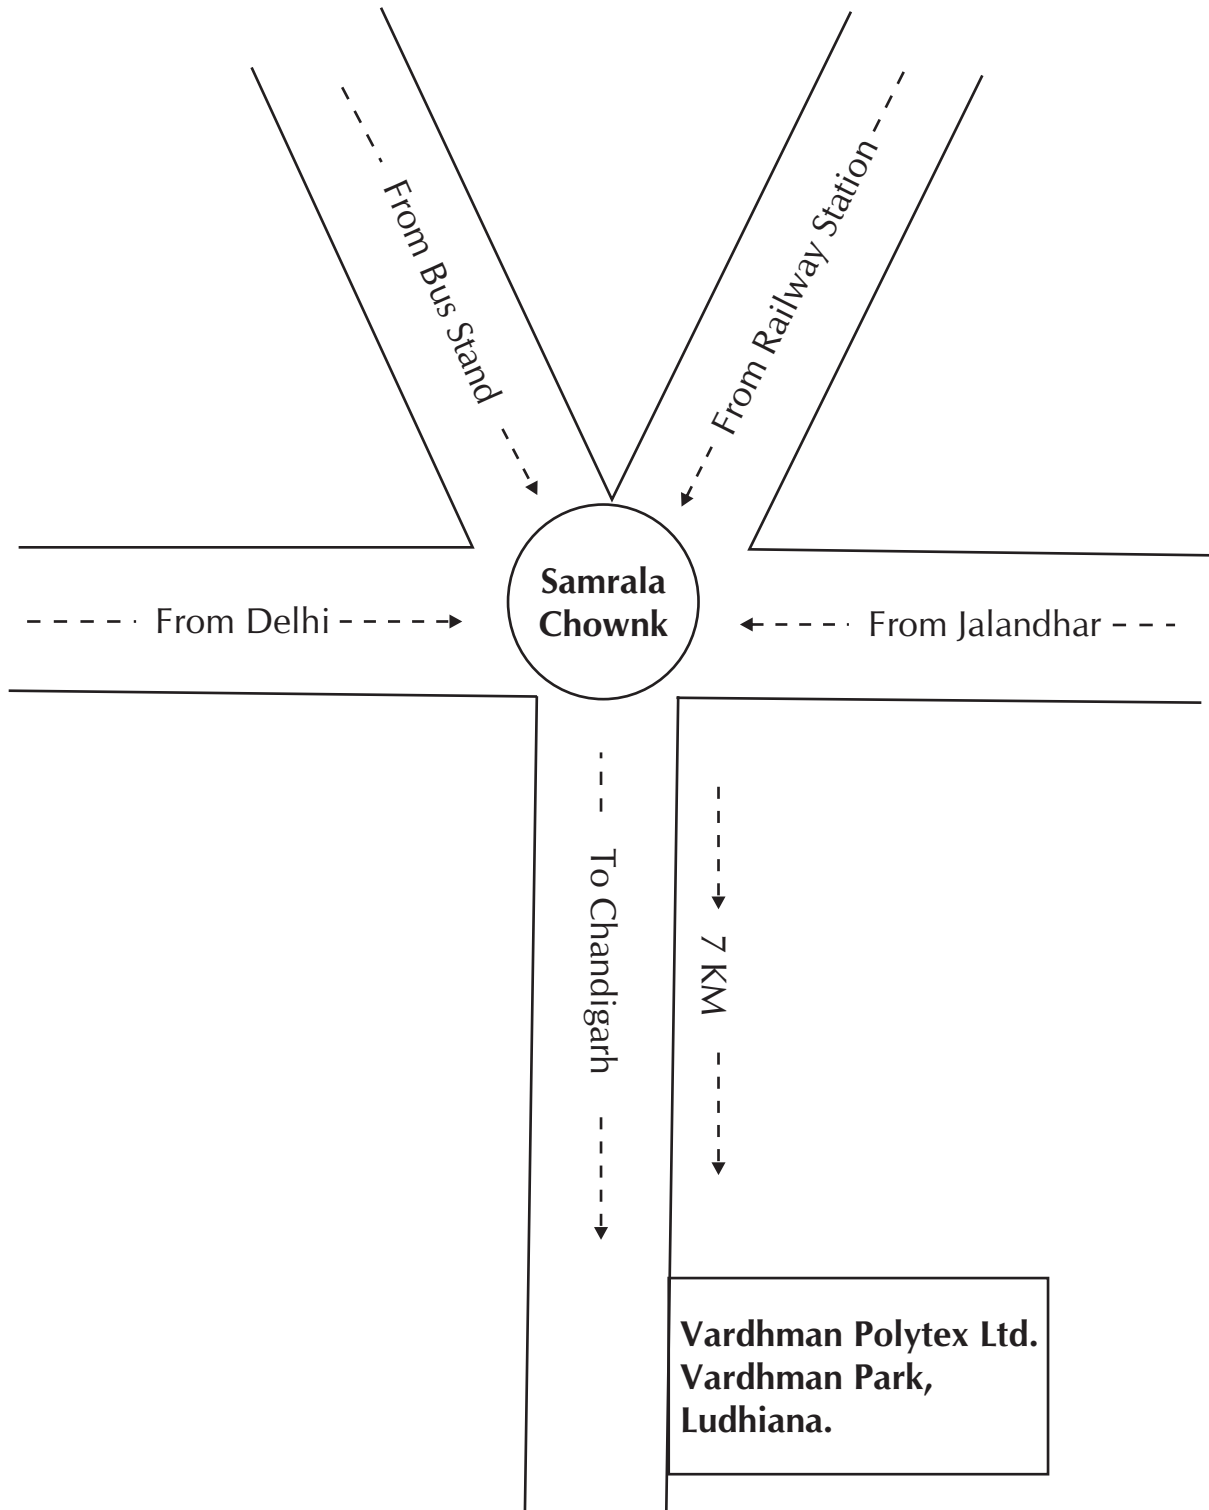 From Bus Stand
From Railway Station
Samrala
Chownk
From Delhi
From Jalandhar
To Chandigarh
7 KM
Vardhman Polytex Ltd.
Vardhman Park,
Ludhiana.